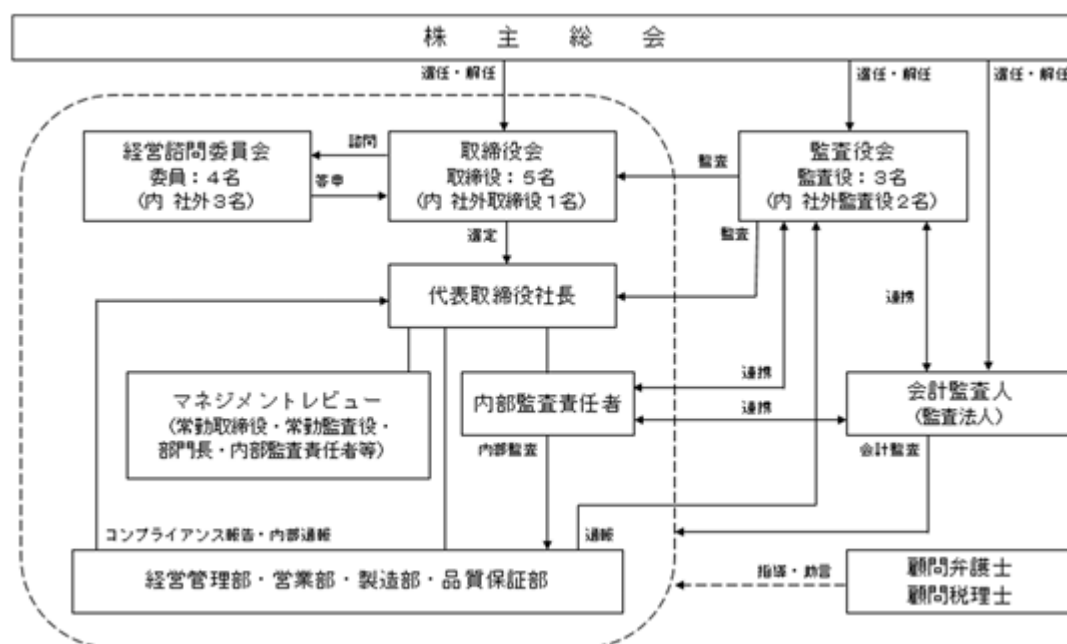 株主総会
選任・解任
選任・解任
選任・解任
経営諮問委員会
委員：４名
（内 社外３名）
諮問
答申
取締役会
取締役：５名
（内 社外取締役１名）
監査
監査役会
監査役：３名
（内 社外監査役２名）
選定
監査
代表取締役社長
連携
マネジメントレビュー
（常勤取締役・常勤監査役・
部門長・内部監査責任者等）
内部監査責任者
連携
連携
会計監査人
（監査法人）
内部監査
会計監査
コンプライアンス報告・内部通報
通報
経営管理部・営業部・製造部・品質保証部
指導・助言
顧問弁護士
顧問税理士